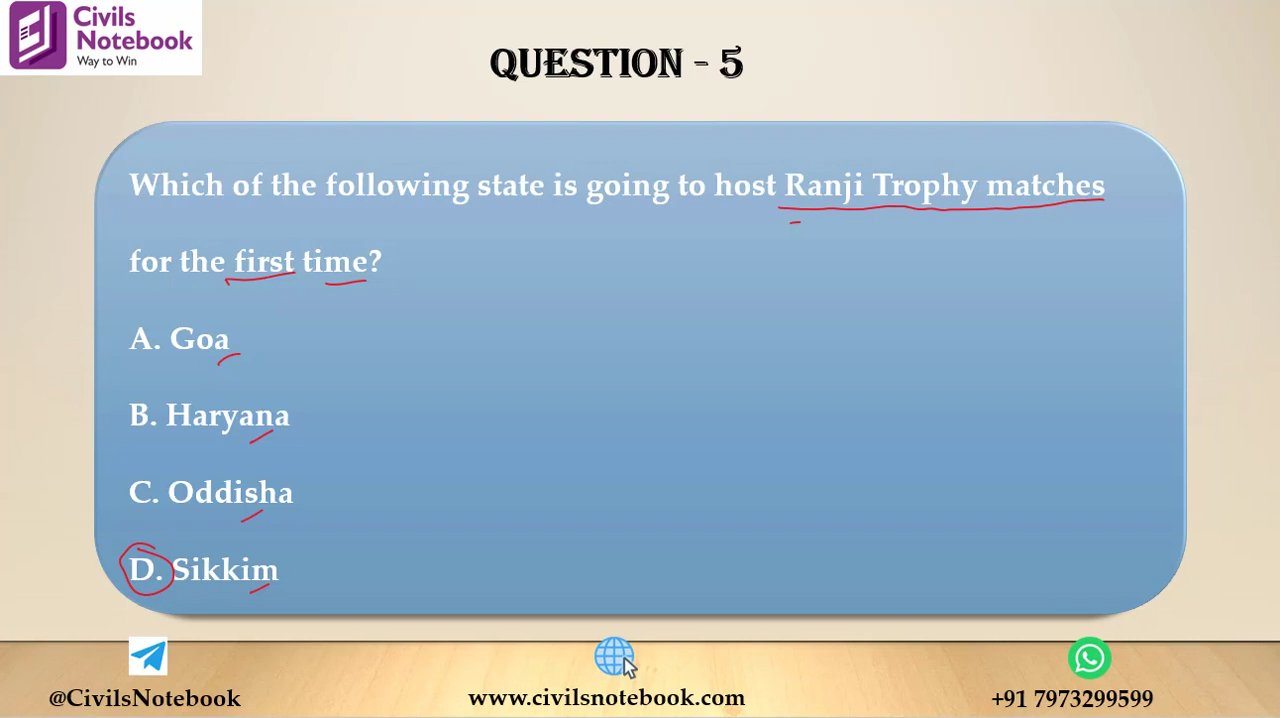 Civils
Notebook
Way to Win
QUESTION - 5
Which of the following state is going to host Ranji Trophy matches
for the first time?
A. Goa
B. Haryana
C. Oddisha
D. Sikkim
@CivilsNotebook
www.civilsnotebook.com
+91 7973299599